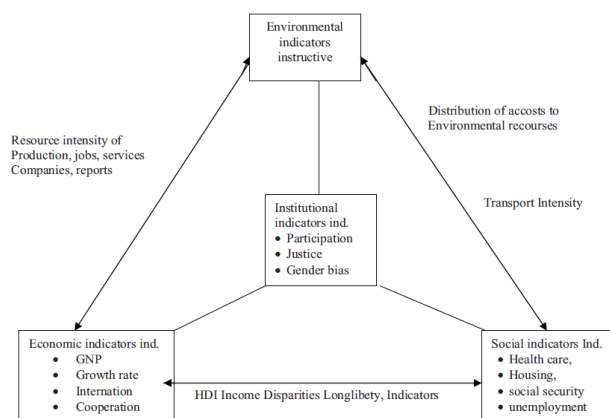 Environmental
indicators
instructive
Resource intensity of
Production, jobs, services
Companies, reports
Distribution of accosts to
Environmental recourses
Transport Intensity
Institutional
indicators ind.
• Participation
• Justice
• Gender bias
Economic indicators ind.
• GNP
• Growth rate
• Internation
• Cooperation
HDI Income Disparities Longlibety, Indicators
Social indicators Ind.
• Health care,
• Housing,
• social security
• unemployment